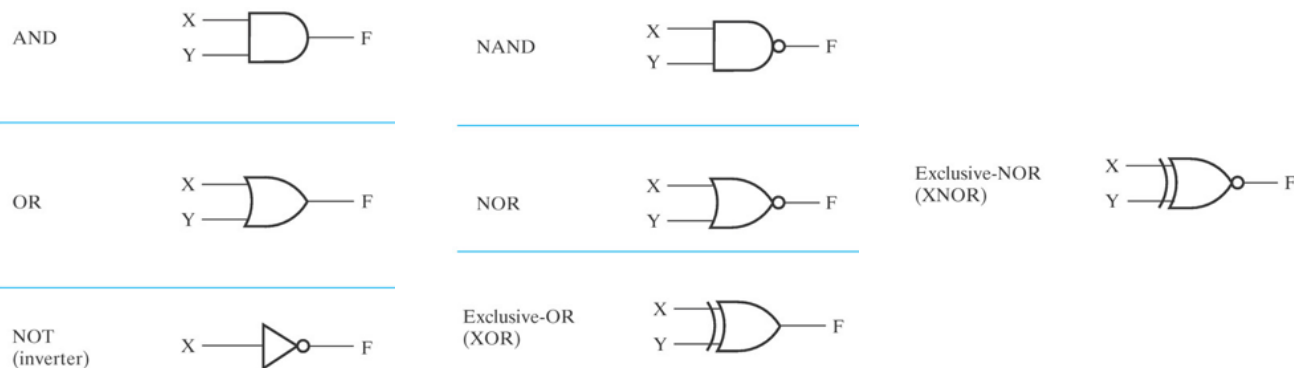 AND
X
Y
F
OR
X
Y
F
NOT
(inverter)
X
F
NAND
X
Y
F
NOR
X
Y
F
Exclusive-OR
(XOR)
X
Y
F
Exclusive-NOR
(XNOR)
X
Y
F